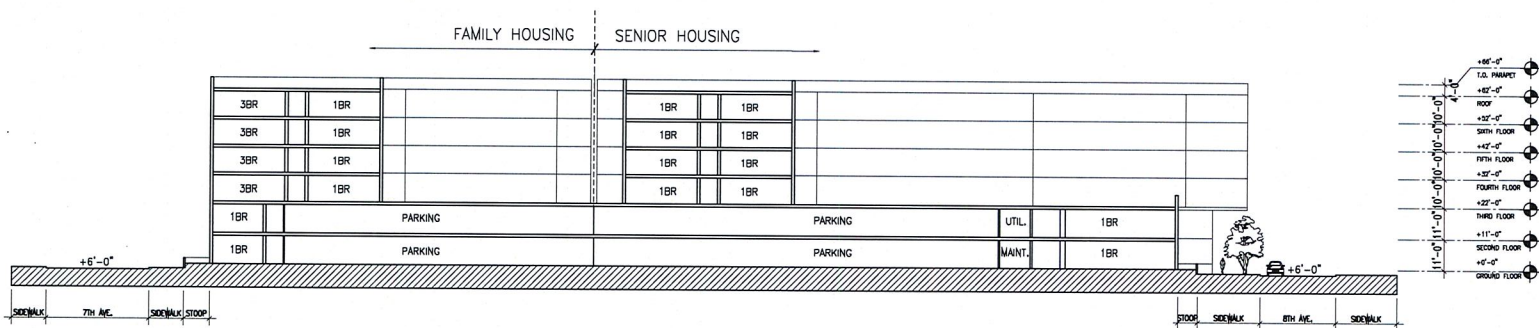 FAMILY HOUSING SENIOR HOUSING
+66'-0"
T.O. PARAPET
4'-0"
+62'-0"
ROOF
10'-0"
+52'-0"
SIXTH FLOOR
10'-0"
+42'-0"
FIFTH FLOOR
10'-0"
+32'-0"
FOURTH FLOOR
10'-0"
+22'-0"
THIRD FLOOR
11'-0"
+11'-0"
SECOND FLOOR
11'-0"
+0'-0"
GROUND FLOOR
3BR 1BR 1BR 1BR
3BR 1BR 1BR 1BR
3BR 1BR 1BR 1BR
3BR 1BR 1BR 1BR
1BR PARKING PARKING UTIL. 1BR
1BR PARKING PARKING MAINT. 1BR
+6'-0" +6'-0"
SIDEWALK 7TH AVE. SIDEWALK STOOP STOOP SIDEWALK 8TH AVE. SIDEWALK